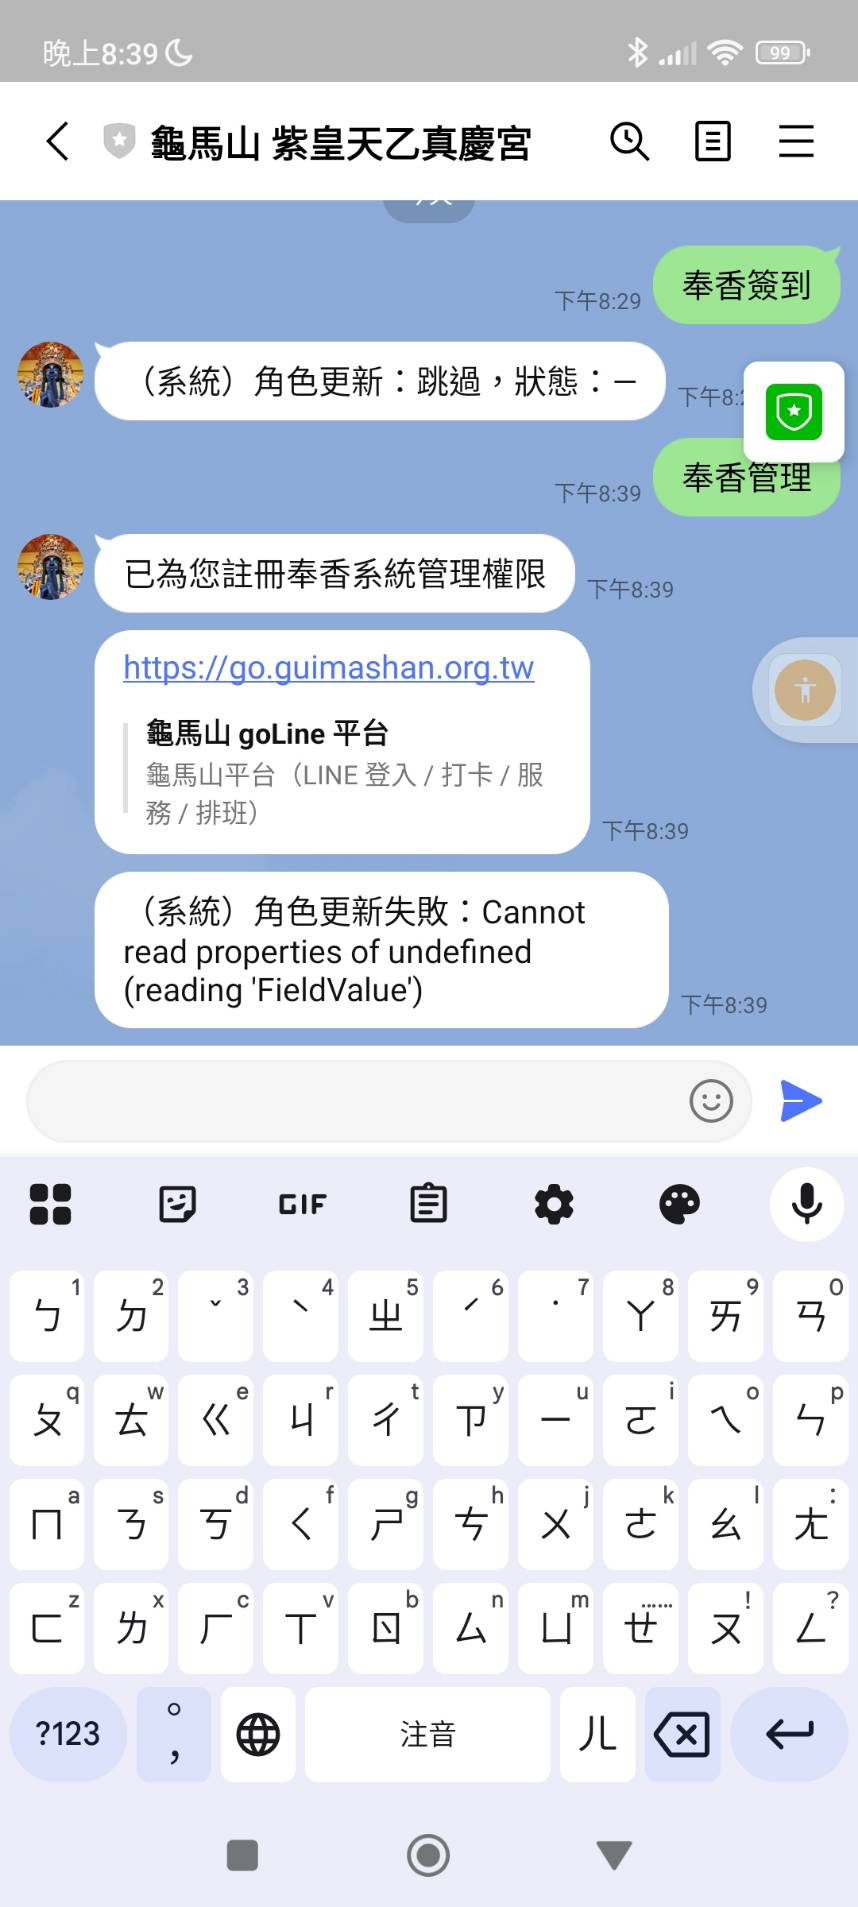 晚上8:39
99
龜馬山 紫皇天乙真慶宮
奉香簽到
下午8:29
（系統）角色更新：跳過，狀態：—
下午8:2
奉香管理
下午8:39
已為您註冊奉香系統管理權限
下午8:39
https://go.guimashan.org.tw
龜馬山 goLine 平台
龜馬山平台（LINE 登入 / 打卡 / 服
務 / 排班）
下午8:39
（系統）角色更新失敗：Cannot
read properties of undefined
(reading 'FieldValue')
下午8:39
GIF
ㄅ 1 ㄉ 2 ˇ 3 ˋ 4 ㄓ 5 ˊ 6 ˙ 7 ㄚ 8 ㄞ 9 ㄢ 0
ㄆ q ㄊ w ㄍ e ㄐ r ㄔ t ㄗ y ㄧ u ㄛ i ㄟ o ㄣ p
ㄇ a ㄋ s ㄎ d ㄑ f ㄕ g ㄘ h ㄨ j ㄜ k ㄠ l ㄤ :
ㄈ z ㄌ x ㄏ c ㄒ v ㄖ b ㄙ n ㄩ m ㄝ …… ㄡ ! ㄥ ?
?123 。 ， 注音 ㄦ